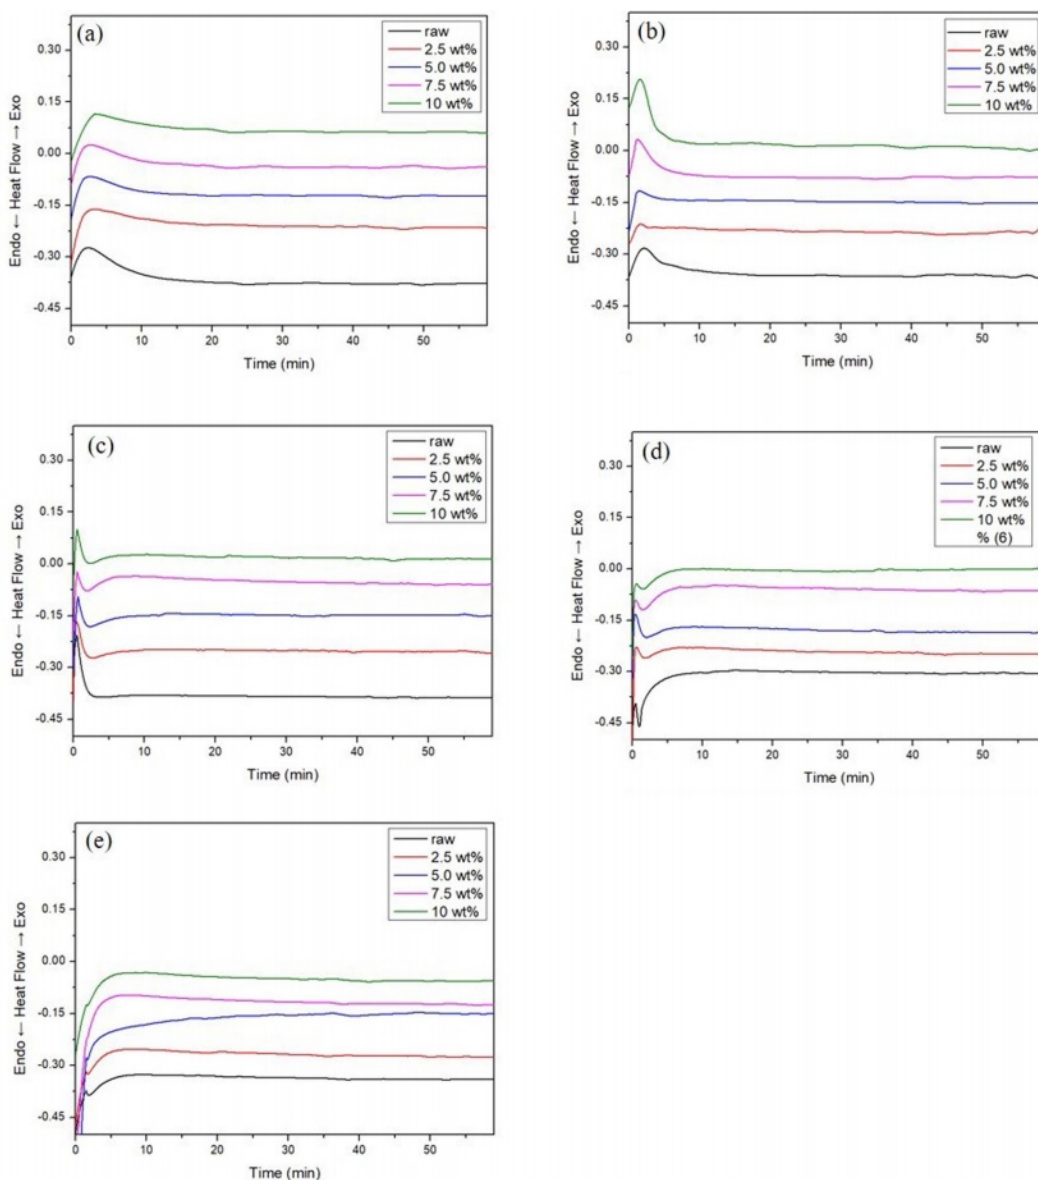 (a)
raw
2.5 wt%
5.0 wt%
7.5 wt%
10 wt%
Endo ← Heat Flow → Exo
0.30
0.15
0.00
-0.15
-0.30
-0.45
0
10
20
30
40
50
Time (min)
(b)
raw
2.5 wt%
5.0 wt%
7.5 wt%
10 wt%
Endo ← Heat Flow → Exo
0.30
0.15
0.00
-0.15
-0.30
-0.45
0
10
20
30
40
50
Time (min)
(c)
raw
2.5 wt%
5.0 wt%
7.5 wt%
10 wt%
Endo ← Heat Flow → Exo
0.30
0.15
0.00
-0.15
-0.30
-0.45
0
10
20
30
40
50
Time (min)
(d)
raw
2.5 wt%
5.0 wt%
7.5 wt%
10 wt%
% (6)
Endo ← Heat Flow → Exo
0.30
0.15
0.00
-0.15
-0.30
-0.45
0
10
20
30
40
50
Time (min)
(e)
raw
2.5 wt%
5.0 wt%
7.5 wt%
10 wt%
Endo ← Heat Flow → Exo
0.30
0.15
0.00
-0.15
-0.30
-0.45
0
10
20
30
40
50
Time (min)